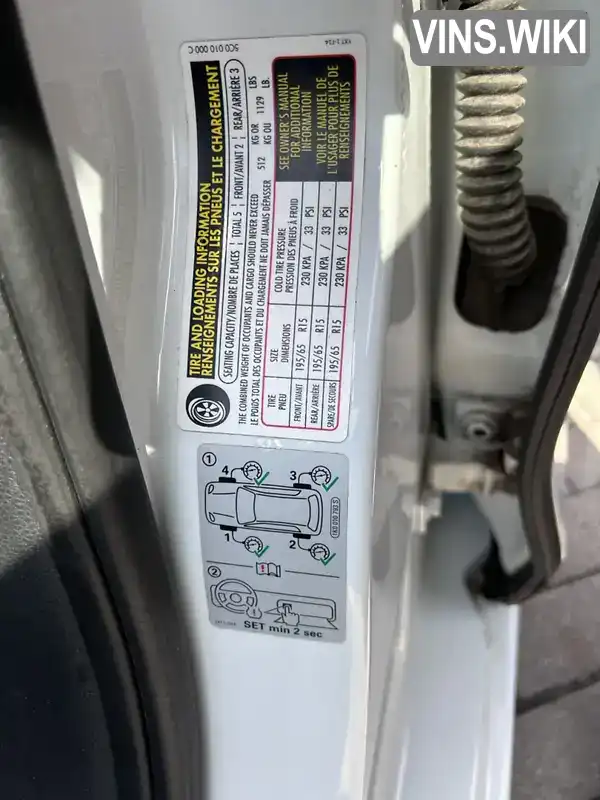 VINS.WIKI
5C0 010 000 C
TIRE AND LOADING INFORMATION
RENSEIGNEMENTS SUR LES PNEUS ET LE CHARGEMENT
SEATING CAPACITY/NOMBRE DE PLACES TOTAL 5 FRONT/AVANT 2 REAR/ARRIÈRE 3
THE COMBINED WEIGHT OF OCCUPANTS AND CARGO SHOULD NEVER EXCEED 512 KG OR 1129 LBS
LE POIDS TOTAL DES OCCUPANTS ET DU CHARGEMENT NE DOIT JAMAIS DÉPASSER KG OU LB.
TIRE SIZE COLD TIRE PRESSURE
PNEU DIMENSIONS PRESSION DES PNEUS À FROID
FRONT/AVANT 195/65 R15 230 KPA / 33 PSI
REAR/ARRIÈRE 195/65 R15 230 KPA / 33 PSI
SPARE/DE SECOURS 195/65 R15 230 KPA / 33 PSI
SEE OWNER'S MANUAL
FOR ADDITIONAL
INFORMATION
VOIR LE MANUEL DE
L'USAGER POUR PLUS DE
RENSEIGNEMENTS
1
4 3
1 2
2
SET min 2 sec